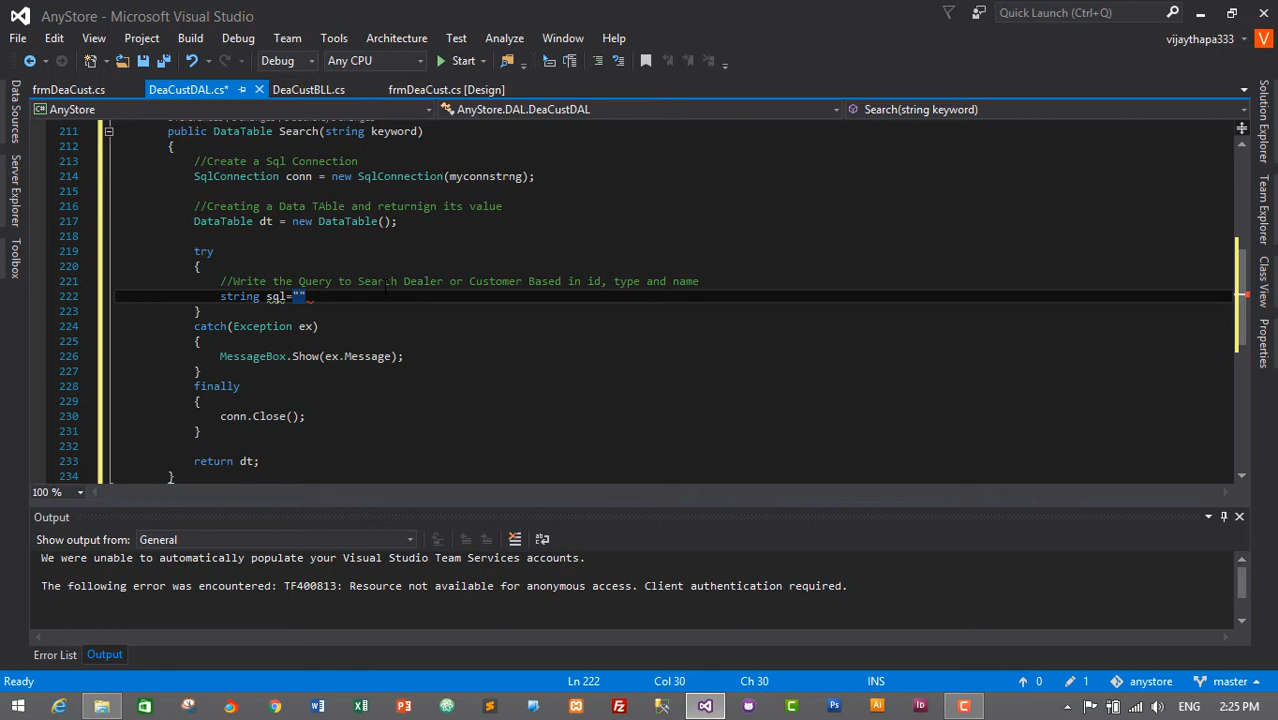 AnyStore - Microsoft Visual Studio
Quick Launch (Ctrl+Q)
File Edit View Project Build Debug Team Tools Architecture Test Analyze Window Help
vijaythapa333
V
Debug Any CPU Start
frmDeaCust.cs DeaCustDAL.cs* DeaCustBLL.cs frmDeaCust.cs [Design]
AnyStore AnyStore.DAL.DeaCustDAL Search(string keyword)
211 public DataTable Search(string keyword)
212 {
213 //Create a Sql Connection
214 SqlConnection conn = new SqlConnection(myconnstrng);
215
216 //Creating a Data TAble and returnign its value
217 DataTable dt = new DataTable();
218
219 try
220 {
221 //Write the Query to Search Dealer or Customer Based in id, type and name
222 string sql=""
223 }
224 catch(Exception ex)
225 {
226 MessageBox.Show(ex.Message);
227 }
228 finally
229 {
230 conn.Close();
231 }
232
233 return dt;
234 }
100 %
Data Sources
Server Explorer
Toolbox
Solution Explorer
Team Explorer
Class View
Properties
Output
Show output from: General
We were unable to automatically populate your Visual Studio Team Services accounts.
The following error was encountered: TF400813: Resource not available for anonymous access. Client authentication required.
Error List Output
Ready Ln 222 Col 30 Ch 30 INS 0 1 anystore master
ENG 2:25 PM